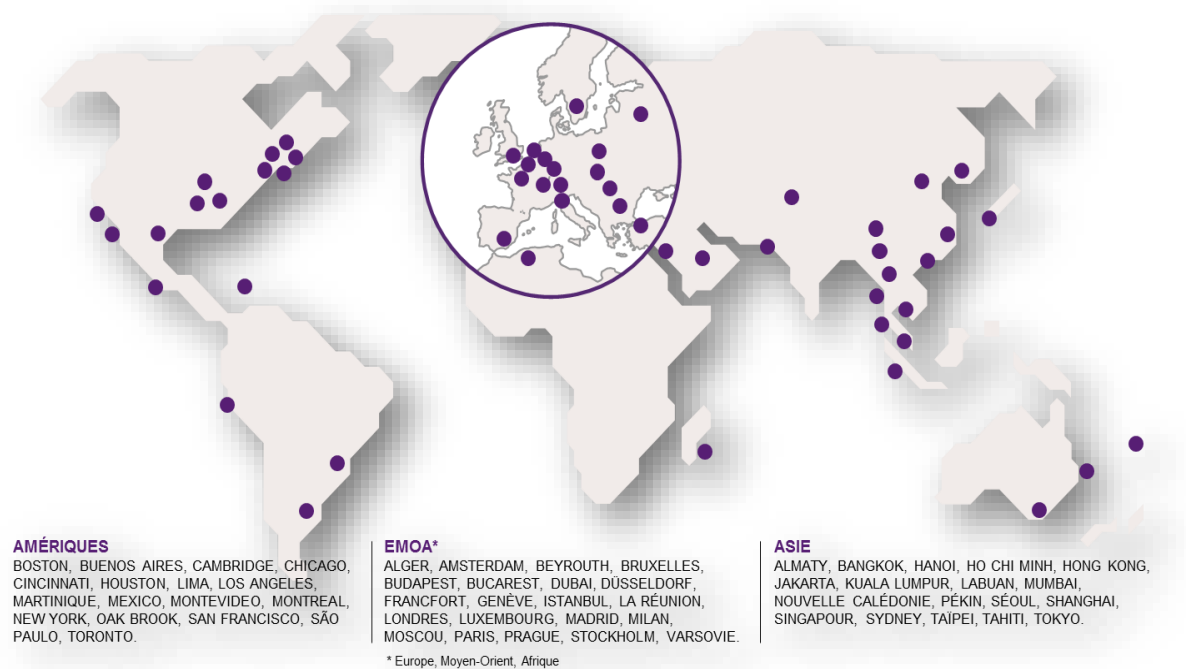 AMÉRIQUES
BOSTON, BUENOS AIRES, CAMBRIDGE, CHICAGO,
CINCINNATI, HOUSTON, LIMA, LOS ANGELES,
MARTINIQUE, MEXICO, MONTEVIDEO, MONTREAL,
NEW YORK, OAK BROOK, SAN FRANCISCO, SÃO
PAULO, TORONTO.
EMOA*
ALGER, AMSTERDAM, BEYROUTH, BRUXELLES,
BUDAPEST, BUCAREST, DUBAI, DÜSSELDORF,
FRANCFORT, GENÈVE, ISTANBUL, LA RÉUNION,
LONDRES, LUXEMBOURG, MADRID, MILAN,
MOSCOU, PARIS, PRAGUE, STOCKHOLM, VARSOVIE.
* Europe, Moyen-Orient, Afrique
ASIE
ALMATY, BANGKOK, HANOI, HO CHI MINH, HONG KONG,
JAKARTA, KUALA LUMPUR, LABUAN, MUMBAI,
NOUVELLE CALÉDONIE, PÉKIN, SÉOUL, SHANGHAI,
SINGAPOUR, SYDNEY, TAÏPEI, TAHITI, TOKYO.